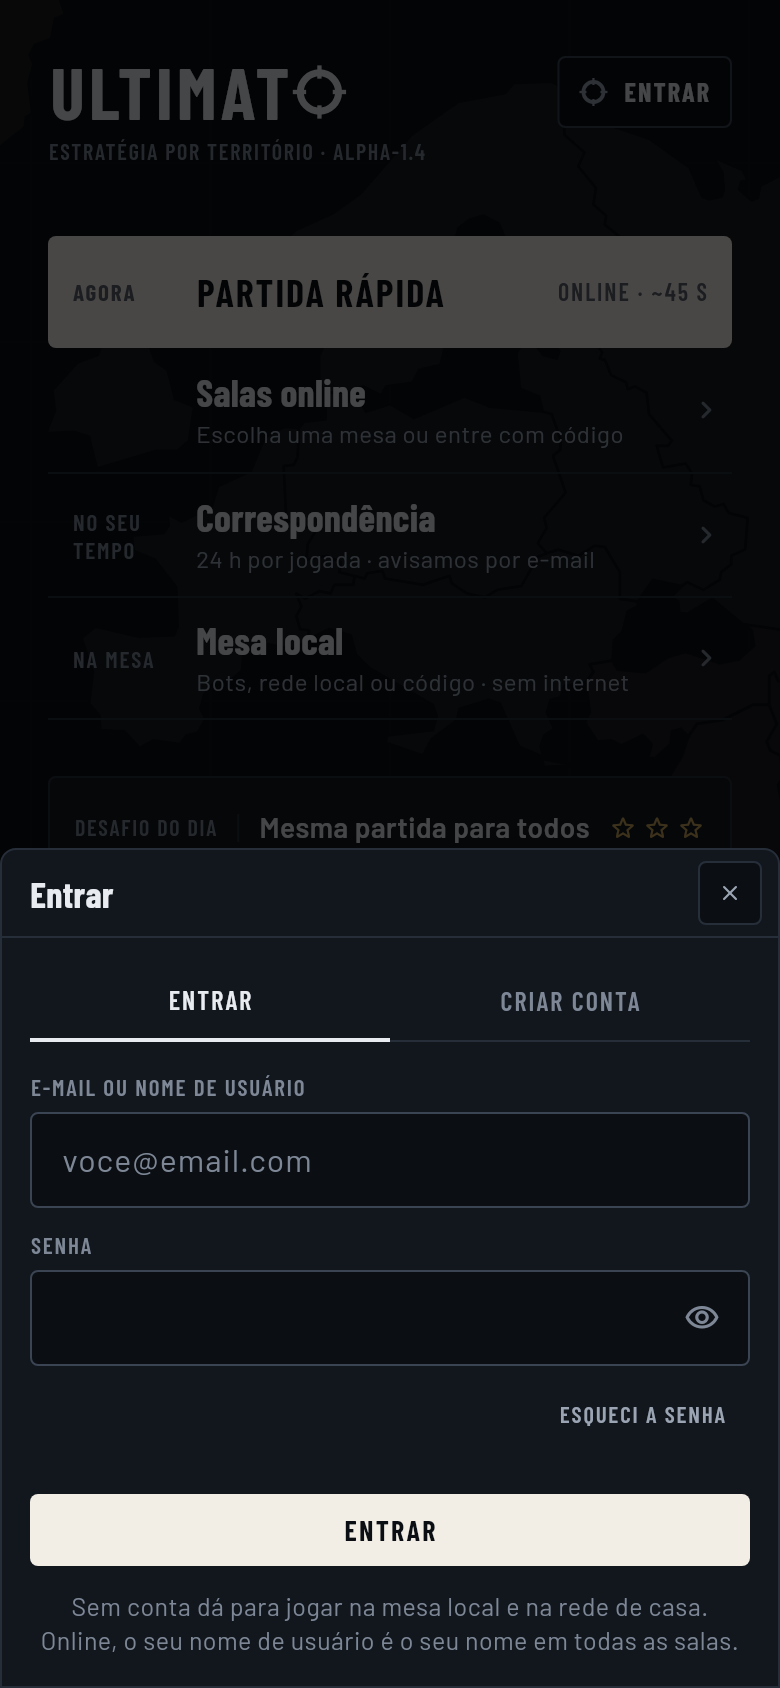 ULTIMATO
ENTRAR
ESTRATÉGIA POR TERRITÓRIO · ALPHA-1.4
AGORA
PARTIDA RÁPIDA
ONLINE · ~45 S
Salas online
Escolha uma mesa ou entre com código
NO SEU
TEMPO
Correspondência
24 h por jogada · avisamos por e-mail
NA MESA
Mesa local
Bots, rede local ou código · sem internet
DESAFIO DO DIA
Mesma partida para todos
Entrar
ENTRAR
CRIAR CONTA
E-MAIL OU NOME DE USUÁRIO
voce@email.com
SENHA
ESQUECI A SENHA
ENTRAR
Sem conta dá para jogar na mesa local e na rede de casa.
Online, o seu nome de usuário é o seu nome em todas as salas.